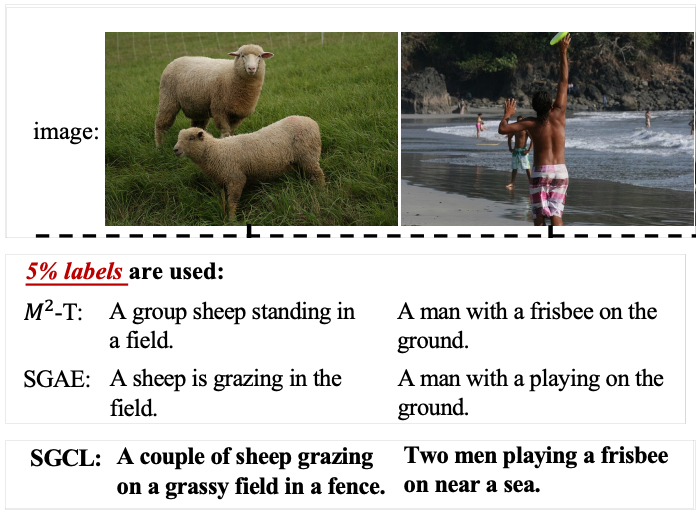 image:
5% labels are used:
M²-T: A group sheep standing in a field. A man with a frisbee on the ground.
SGAE: A sheep is grazing in the field. A man with a playing on the ground.
SGCL: A couple of sheep grazing on a grassy field in a fence. Two men playing a frisbee on near a sea.